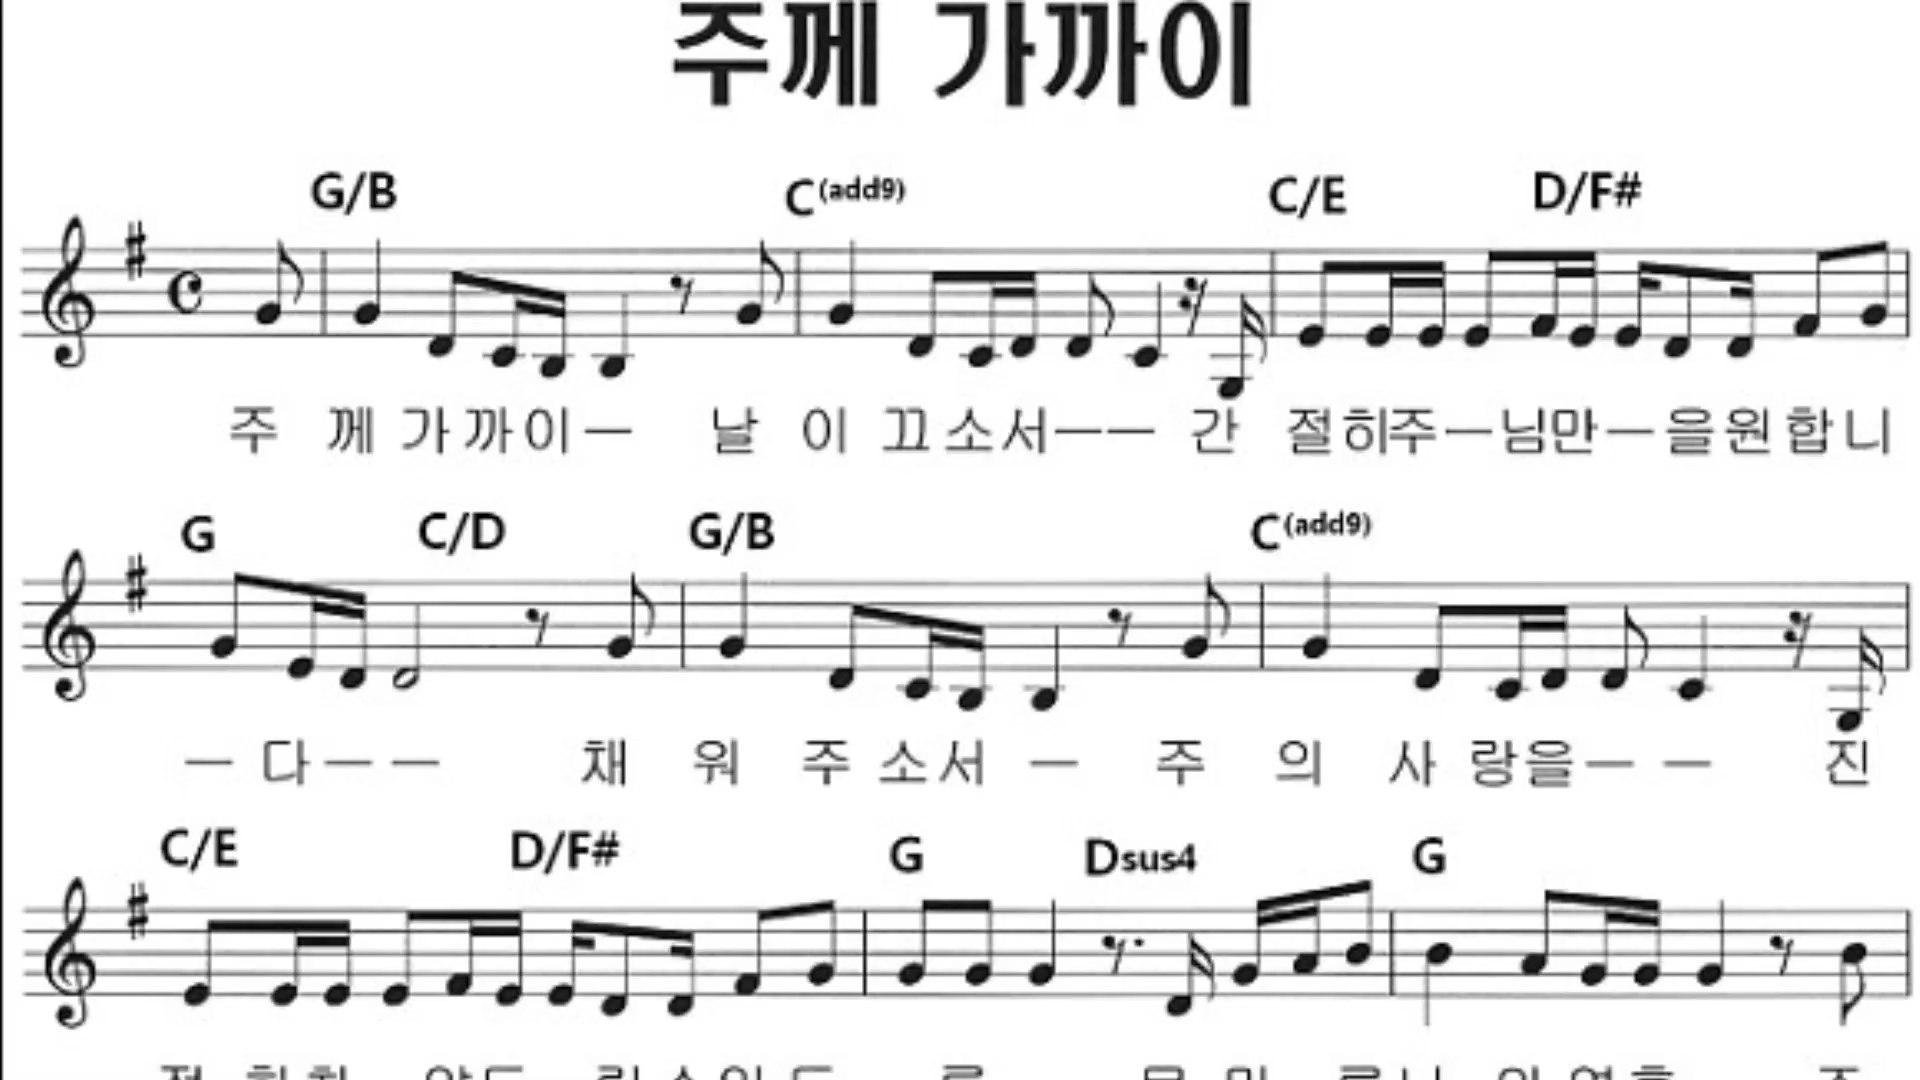 주께 가까이
G/B C(add9) C/E D/F#
주 께 가 까 이 — 날 이 끄 소 서 — — 간 절 히 주 — 님 만 — 을 원 합 니
G C/D G/B C(add9)
— 다 — — 채 워 주 소 서 — 주 의 사 랑 을 — — 진
C/E D/F# G Dsus4 G